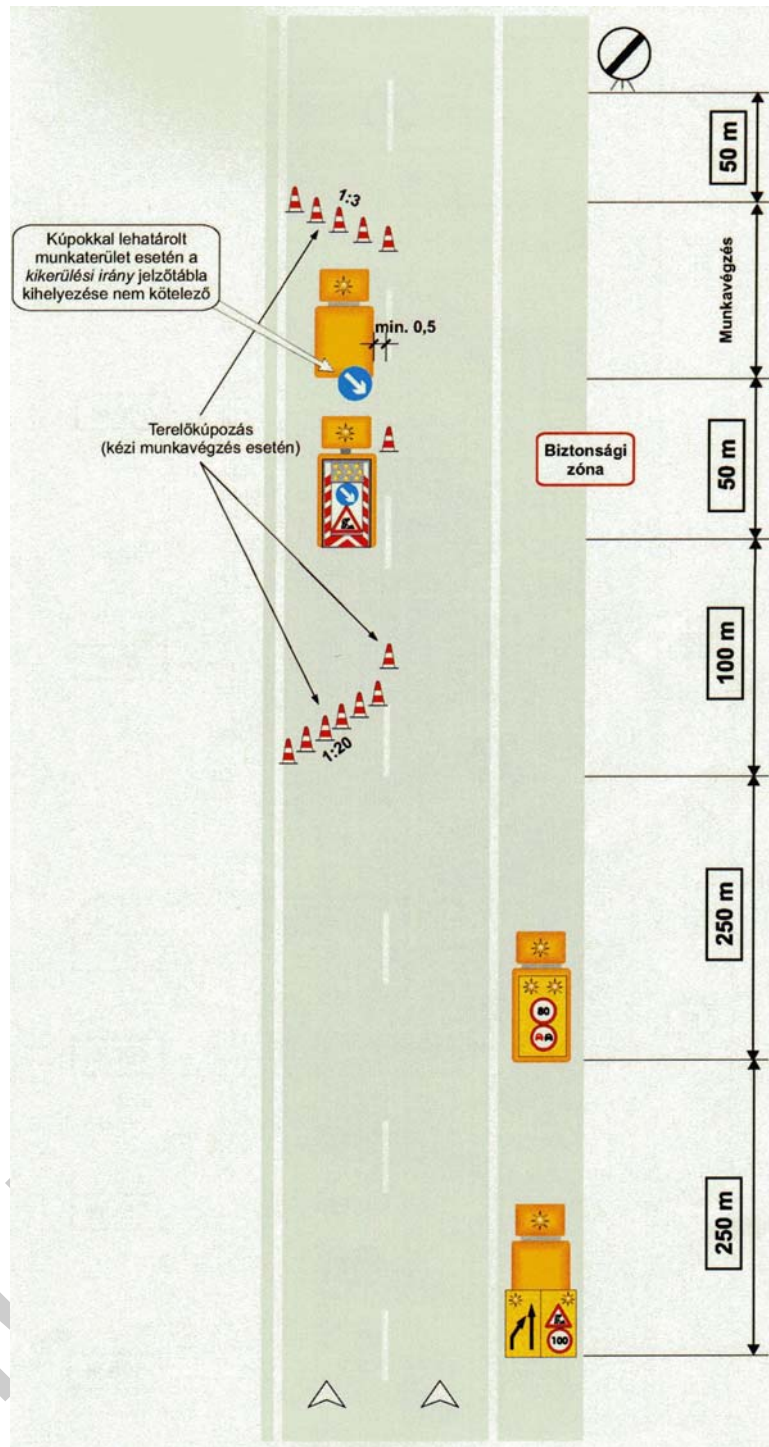 50 m
1:3
Kúpokkal lehatárolt
munkaterület esetén a
kikerülési irány jelzőtábla
kihelyezése nem kötelező
Munkavégzés
min. 0,5
Terelőkúpozás
(kézi munkavégzés esetén)
Biztonsági
zóna
50 m
100 m
1:20
250 m
80
250 m
100